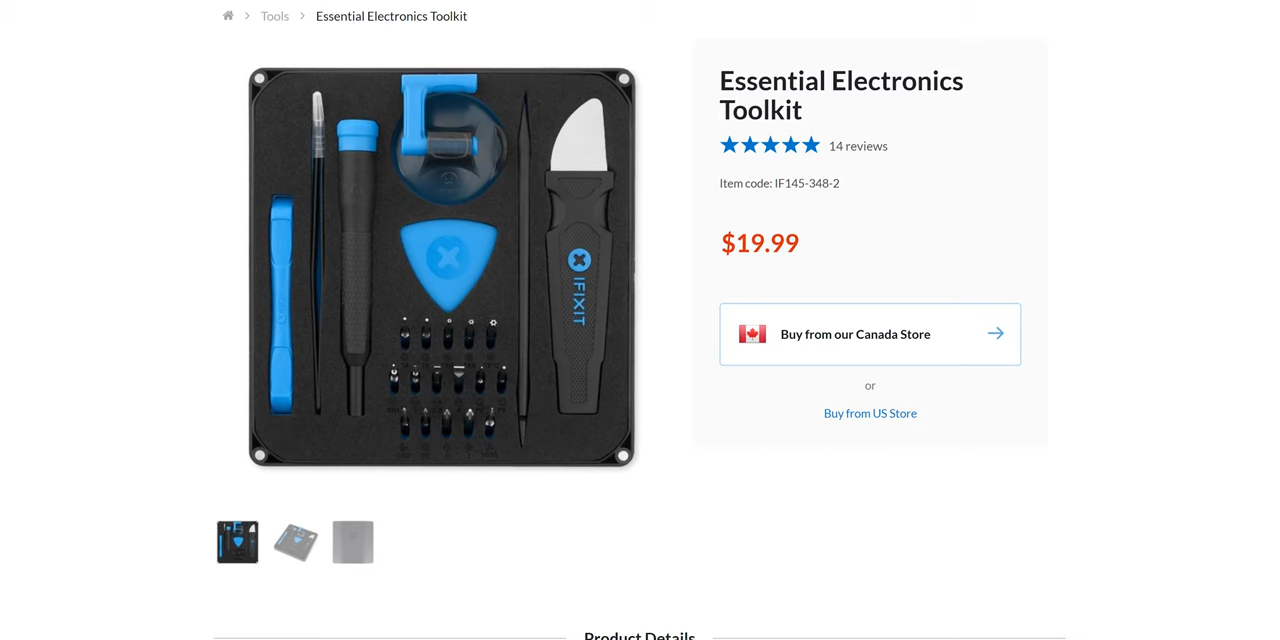 Tools
Essential Electronics Toolkit
Essential Electronics
Toolkit
14 reviews
Item code: IF145-348-2
$19.99
Buy from our Canada Store
or
Buy from US Store
IFIXIT
Product Details